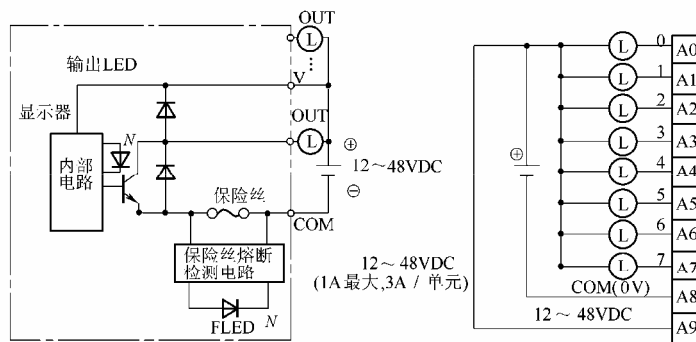 OUT
L
⋮
输出LED
V
显示器
OUT
N
L
内部
电路
⊕
12～48VDC
⊖
保险丝
COM
保险丝熔断
检测电路
FLED
N
12～48VDC
(1A最大,3A / 单元)
L 0 A0
L 1 A1
L 2 A2
L 3 A3
⊕
L 4 A4
L 5 A5
L 6 A6
L 7 A7
COM(0V)
A8
12～48VDC
A9